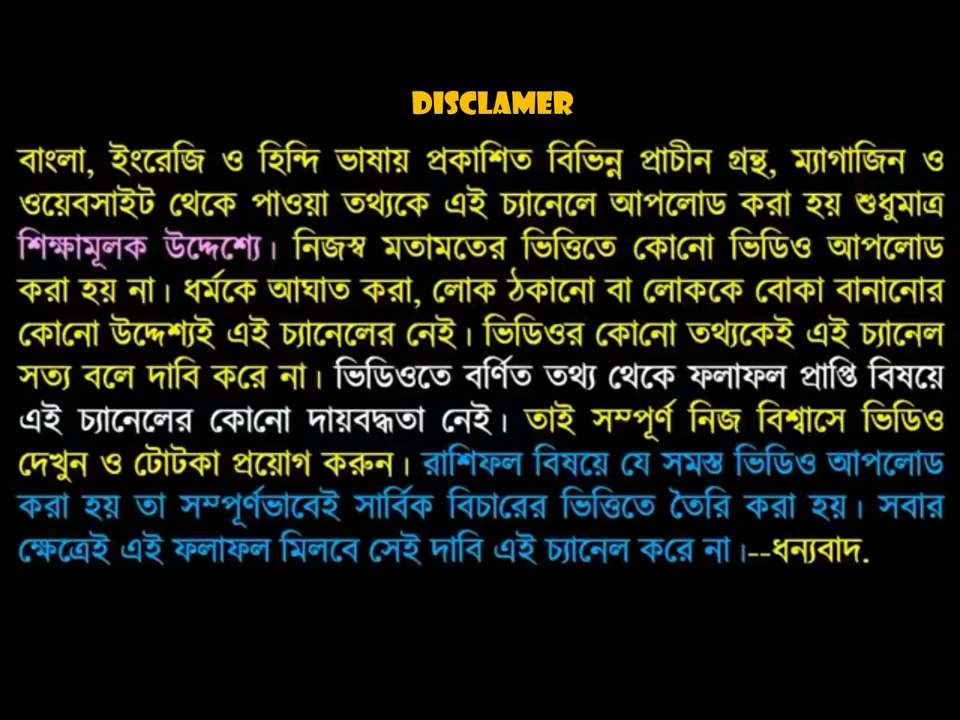 DISCLAMER
বাংলা, ইংরেজি ও হিন্দি ভাষায় প্রকাশিত বিভিন্ন প্রাচীন গ্রন্থ, ম্যাগাজিন ও
ওয়েবসাইট থেকে পাওয়া তথ্যকে এই চ্যানেলে আপলোড করা হয় শুধুমাত্র
শিক্ষামূলক উদ্দেশ্যে। নিজস্ব মতামতের ভিত্তিতে কোনো ভিডিও আপলোড
করা হয় না। ধর্মকে আঘাত করা, লোক ঠকানো বা লোককে বোকা বানানোর
কোনো উদ্দেশ্যই এই চ্যানেলের নেই। ভিডিওর কোনো তথ্যকেই এই চ্যানেল
সত্য বলে দাবি করে না। ভিডিওতে বর্ণিত তথ্য থেকে ফলাফল প্রাপ্তি বিষয়ে
এই চ্যানেলের কোনো দায়বদ্ধতা নেই। তাই সম্পূর্ণ নিজ বিশ্বাসে ভিডিও
দেখুন ও টোটকা প্রয়োগ করুন। রাশিফল বিষয়ে যে সমস্ত ভিডিও আপলোড
করা হয় তা সম্পূর্ণভাবেই সার্বিক বিচারের ভিত্তিতে তৈরি করা হয়। সবার
ক্ষেত্রেই এই ফলাফল মিলবে সেই দাবি এই চ্যানেল করে না।--ধন্যবাদ.